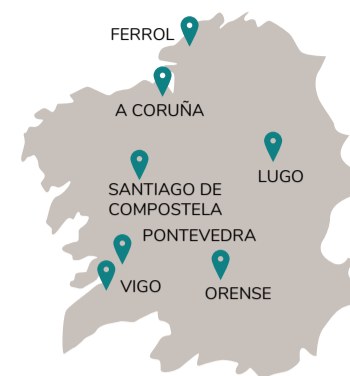 FERROL
A CORUÑA
LUGO
SANTIAGO DE
COMPOSTELA
PONTEVEDRA
VIGO
ORENSE